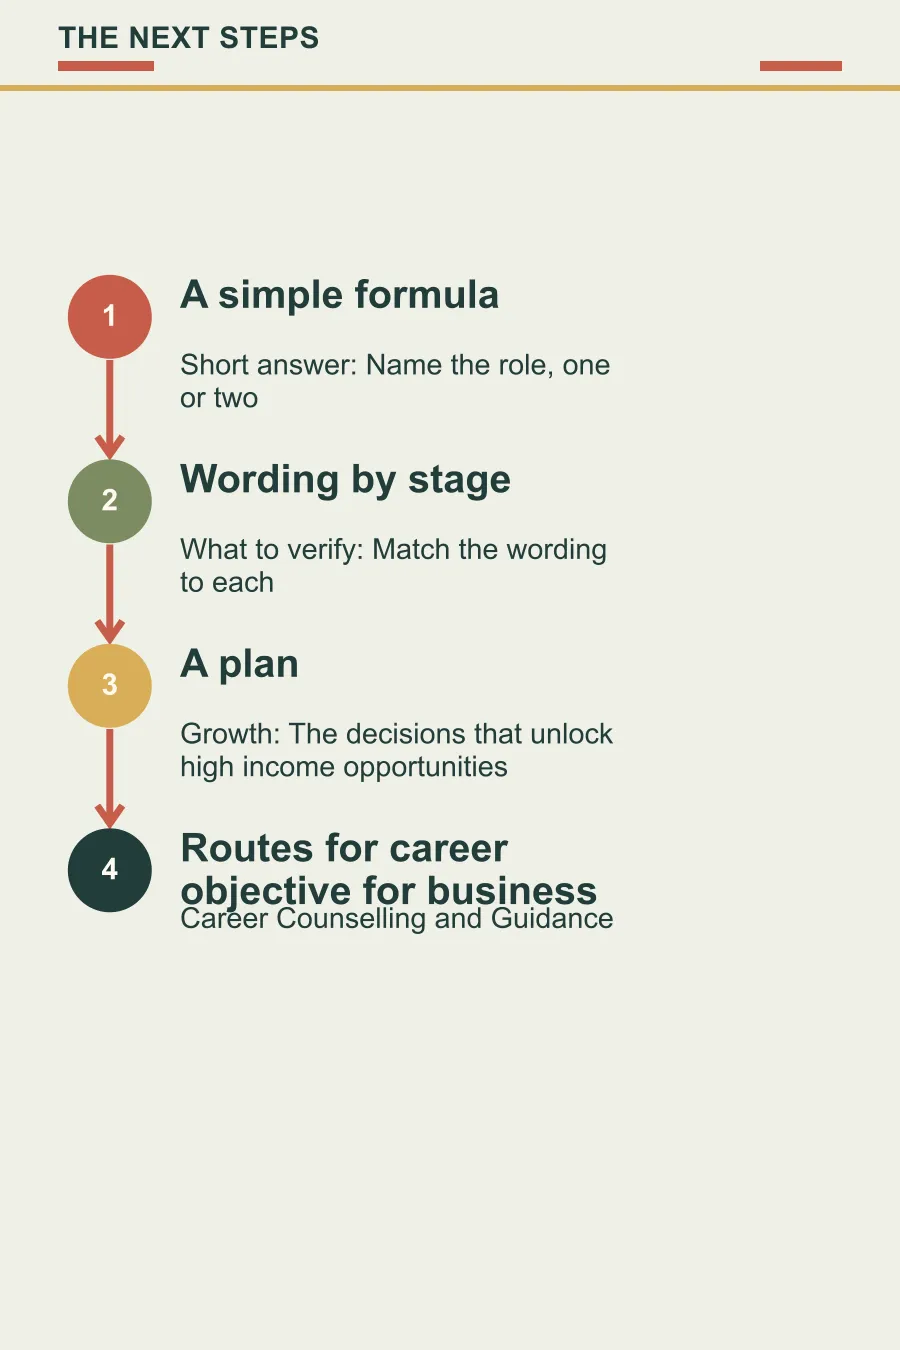 THE NEXT STEPS
1
A simple formula
Short answer: Name the role, one
or two
2
Wording by stage
What to verify: Match the wording
to each
3
A plan
Growth: The decisions that unlock
high income opportunities
4
Routes for career
objective for business
Career Counselling and Guidance